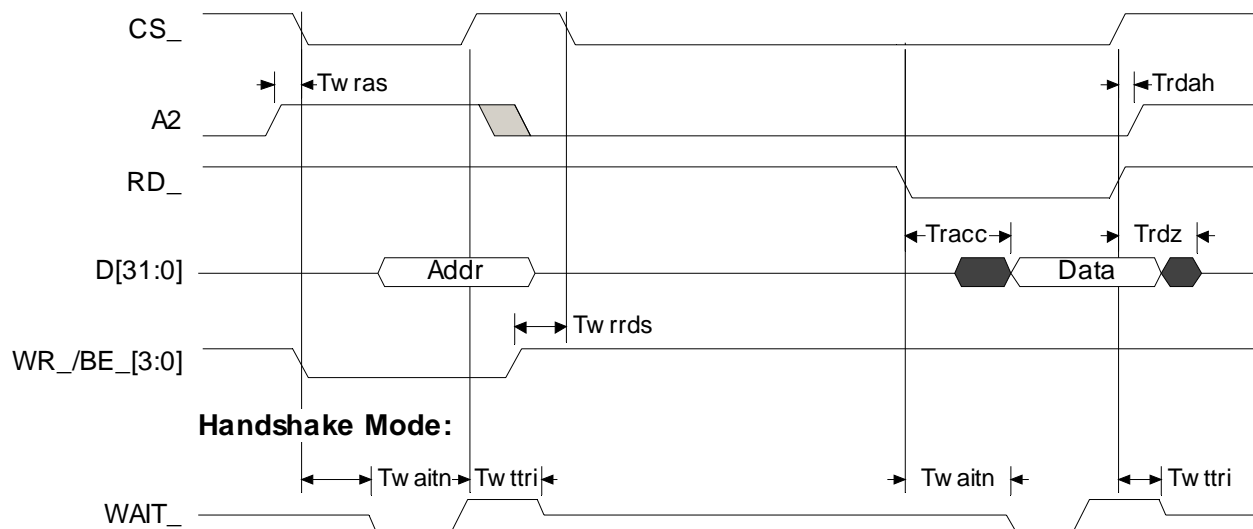 CS_
Tw ras
Trdah
A2
RD_
Tracc
Trdz
D[31:0]
Addr
Data
Tw rrds
WR_/BE_[3:0]
Handshake Mode:
Tw aitn
Tw ttri
Tw aitn
Tw ttri
WAIT_